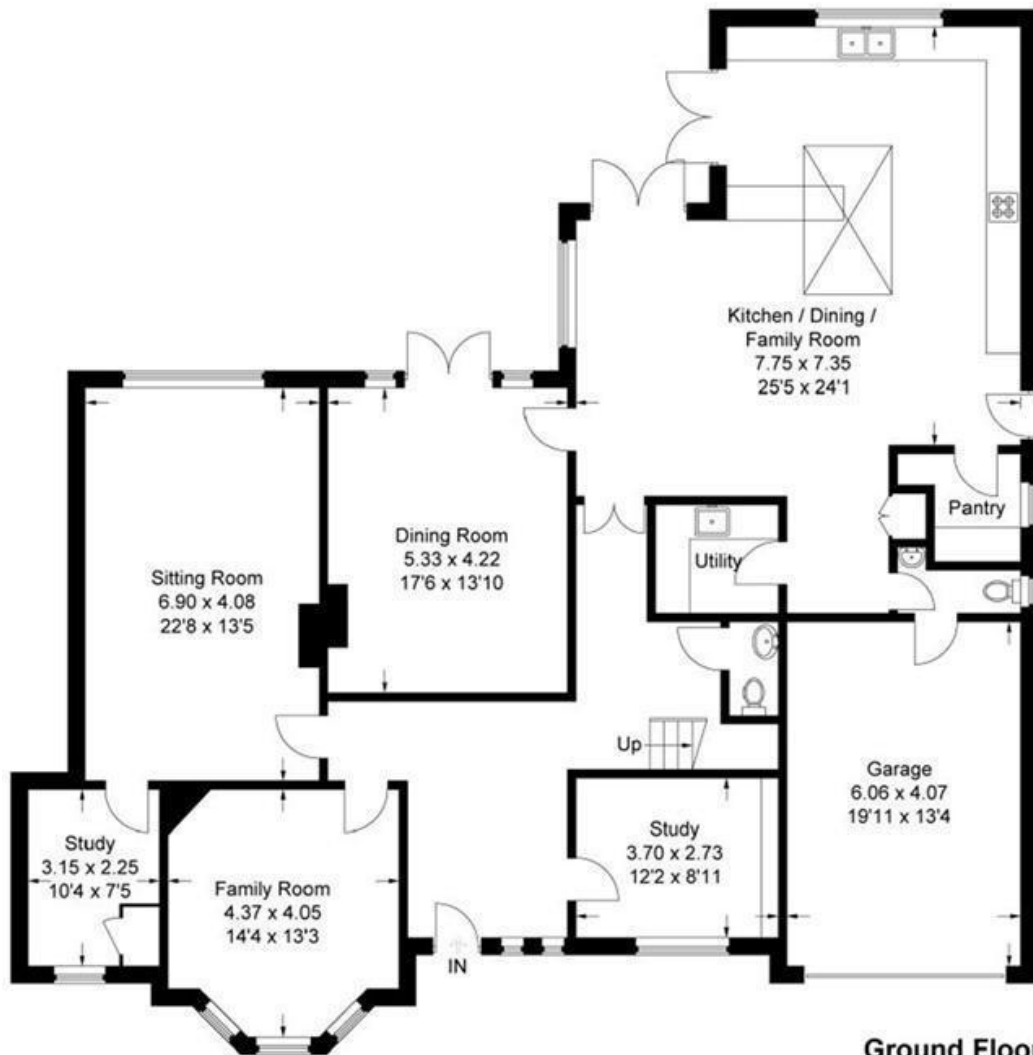 Kitchen / Dining /
Family Room
7.75 x 7.35
25'5 x 24'1
Pantry
Dining Room
5.33 x 4.22
17'6 x 13'10
Utility
Sitting Room
6.90 x 4.08
22'8 x 13'5
Up
Garage
6.06 x 4.07
19'11 x 13'4
Study
3.15 x 2.25
10'4 x 7'5
Study
3.70 x 2.73
12'2 x 8'11
Family Room
4.37 x 4.05
14'4 x 13'3
IN
Ground Floo